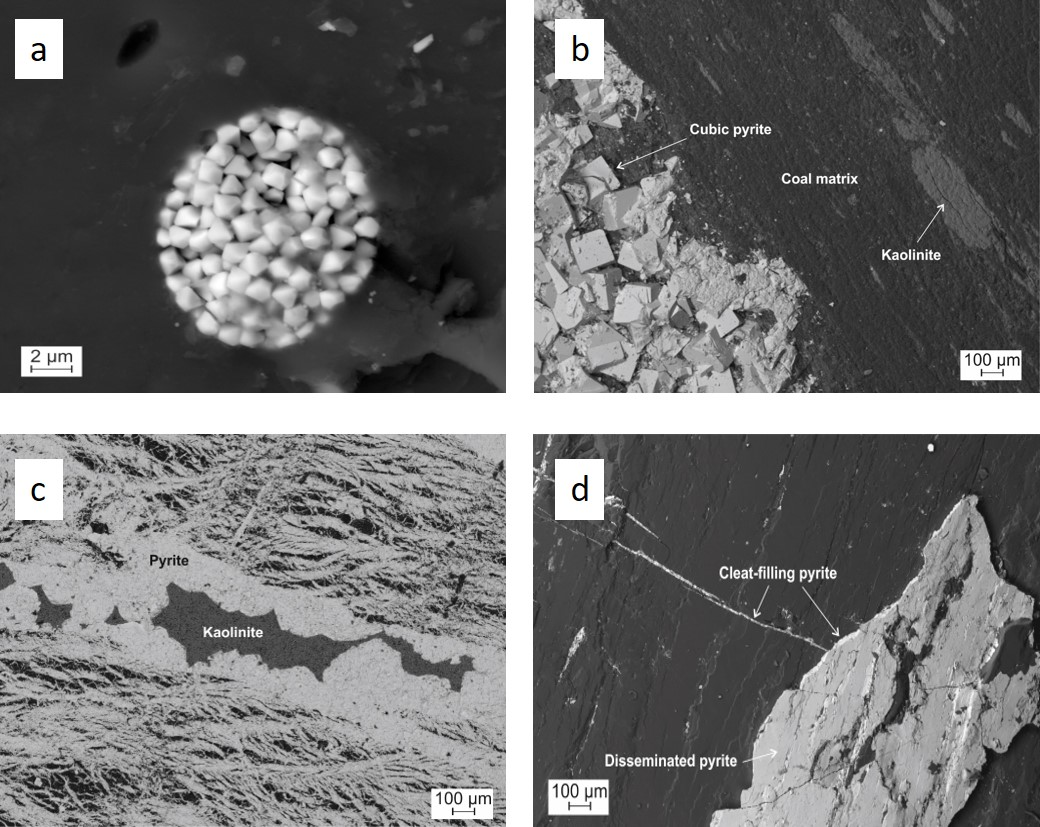 a
2 µm
b
Cubic pyrite
Coal matrix
Kaolinite
100 µm
c
Pyrite
Kaolinite
100 µm
d
Cleat-filling pyrite
Disseminated pyrite
100 µm